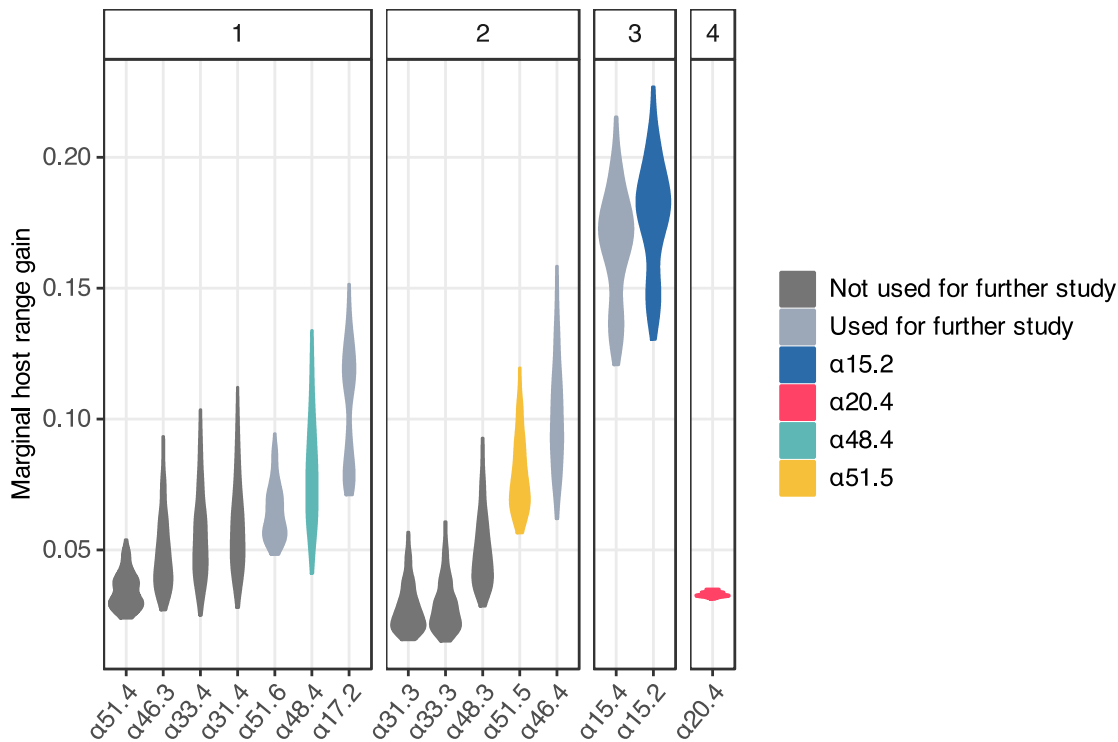 1 2 3 4
Marginal host range gain
0.20
0.15
0.10
0.05
α51.4 α46.3 α33.4 α31.4 α51.6 α48.4 α17.2 α31.3 α33.3 α48.3 α51.5 α46.4 α15.4 α15.2 α20.4
Not used for further study
Used for further study
α15.2
α20.4
α48.4
α51.5